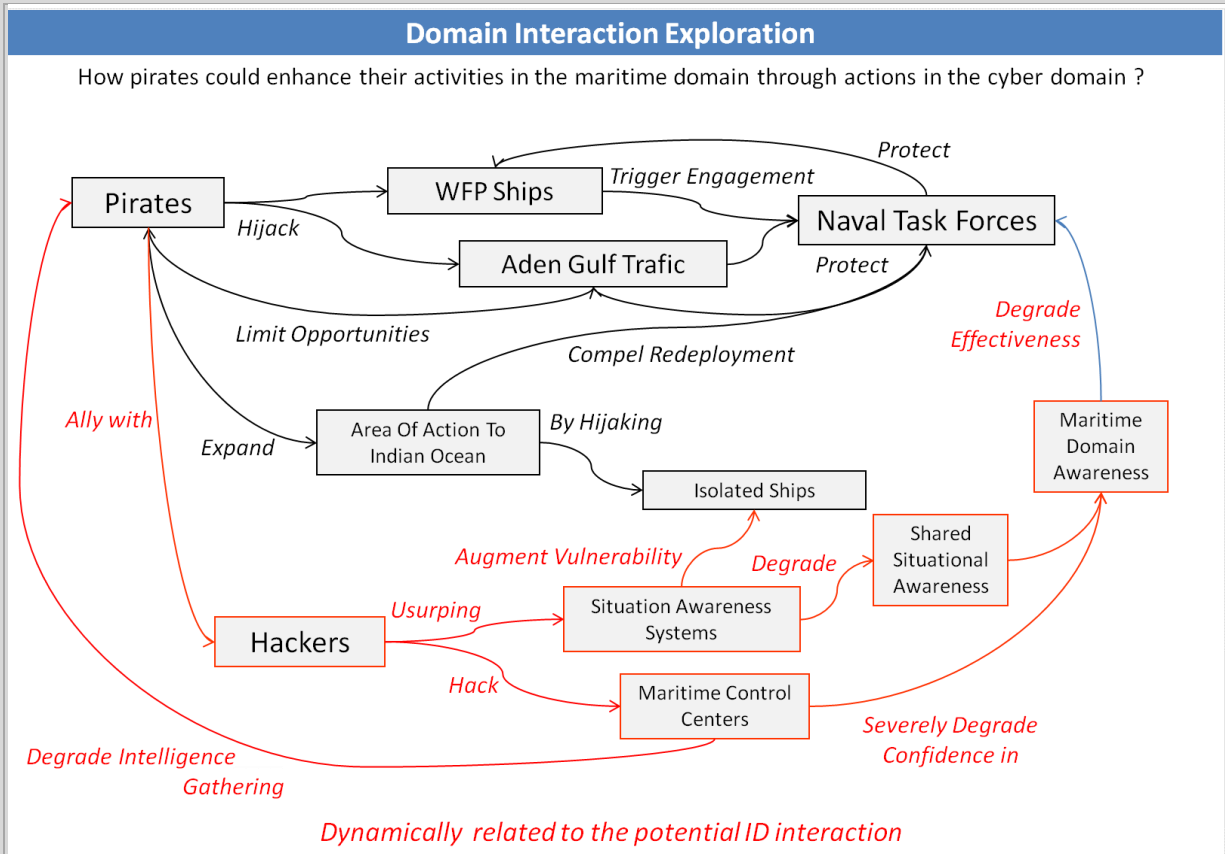 Domain Interaction Exploration
How pirates could enhance their activities in the maritime domain through actions in the cyber domain ?
Protect
WFP Ships
Trigger Engagement
Pirates
Hijack
Naval Task Forces
Aden Gulf Trafic
Protect
Limit Opportunities
Compel Redeployment
Degrade
Effectiveness
Ally with
Expand
Area Of Action To
Indian Ocean
By Hijaking
Maritime
Domain
Awareness
Isolated Ships
Augment Vulnerability
Degrade
Shared
Situational
Awareness
Usurping
Situation Awareness
Systems
Hackers
Hack
Maritime Control
Centers
Severely Degrade
Confidence in
Degrade Intelligence
Gathering
Dynamically related to the potential ID interaction